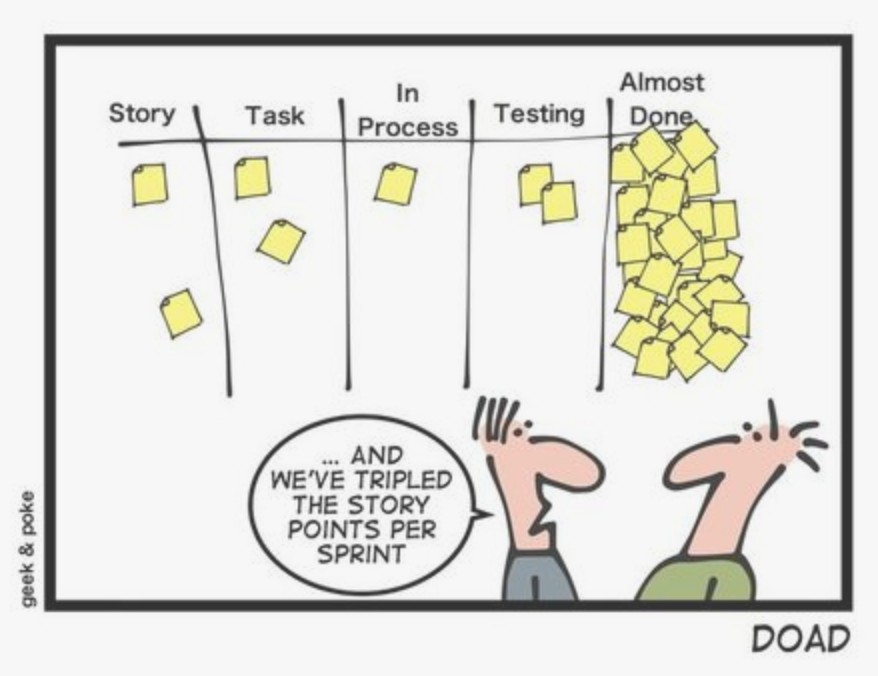 Story
Task
In
Process
Testing
Almost
Done
... AND
WE'VE TRIPLED
THE STORY
POINTS PER
SPRINT
geek & poke
DOAD